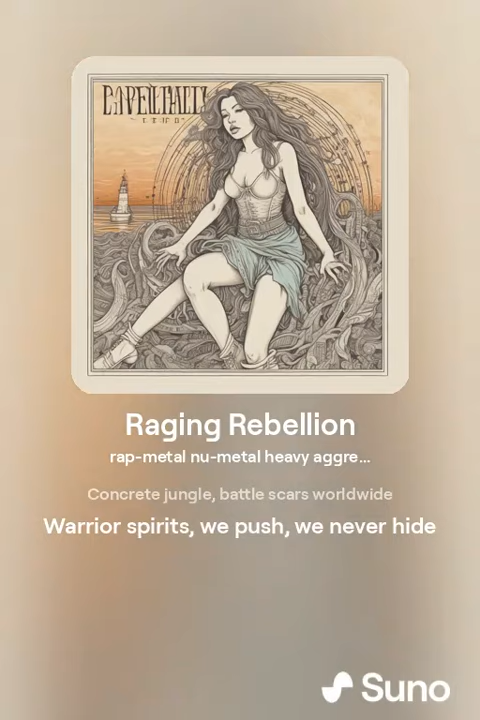 Raging Rebellion
rap-metal nu-metal heavy aggre...
Concrete jungle, battle scars worldwide
Warrior spirits, we push, we never hide
Suno